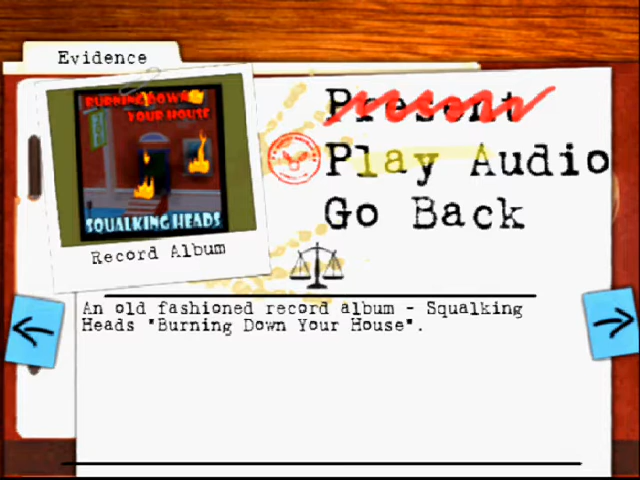 Evidence
BURNING DOWN
YOUR HOUSE
SQUALKING HEADS
Record Album
Present
Play Audio
Go Back
An old fashioned record album - Squalking
Heads "Burning Down Your House".